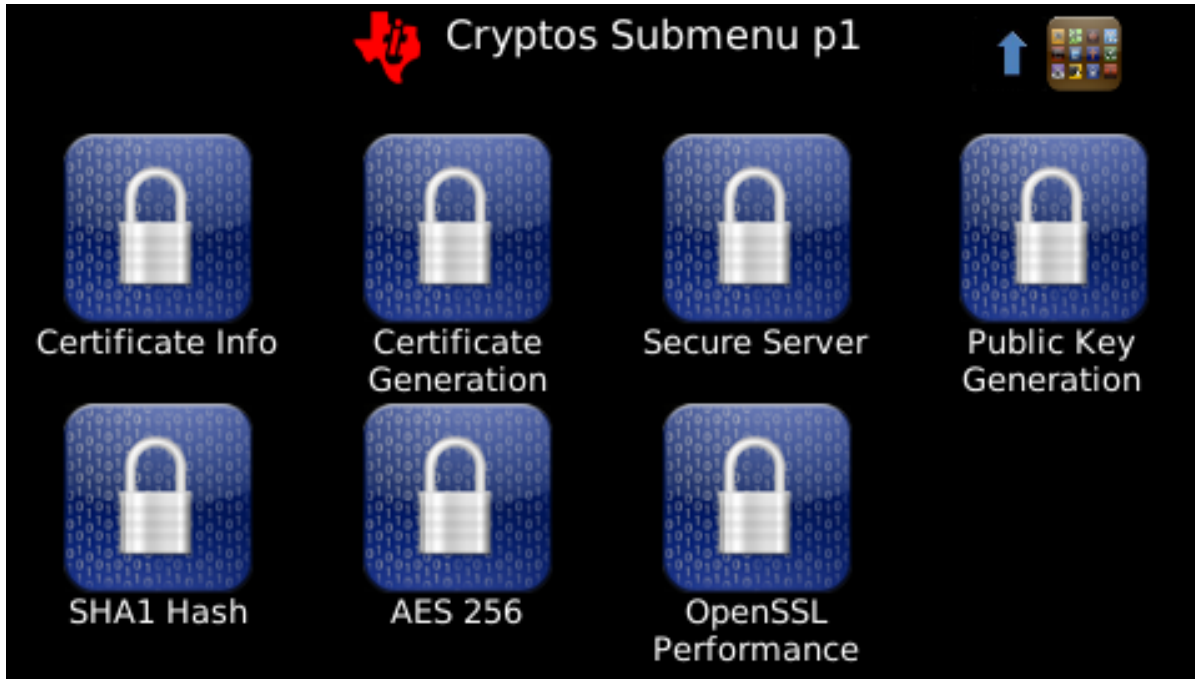 Cryptos Submenu p1
Certificate Info
Certificate
Generation
Secure Server
Public Key
Generation
SHA1 Hash
AES 256
OpenSSL
Performance